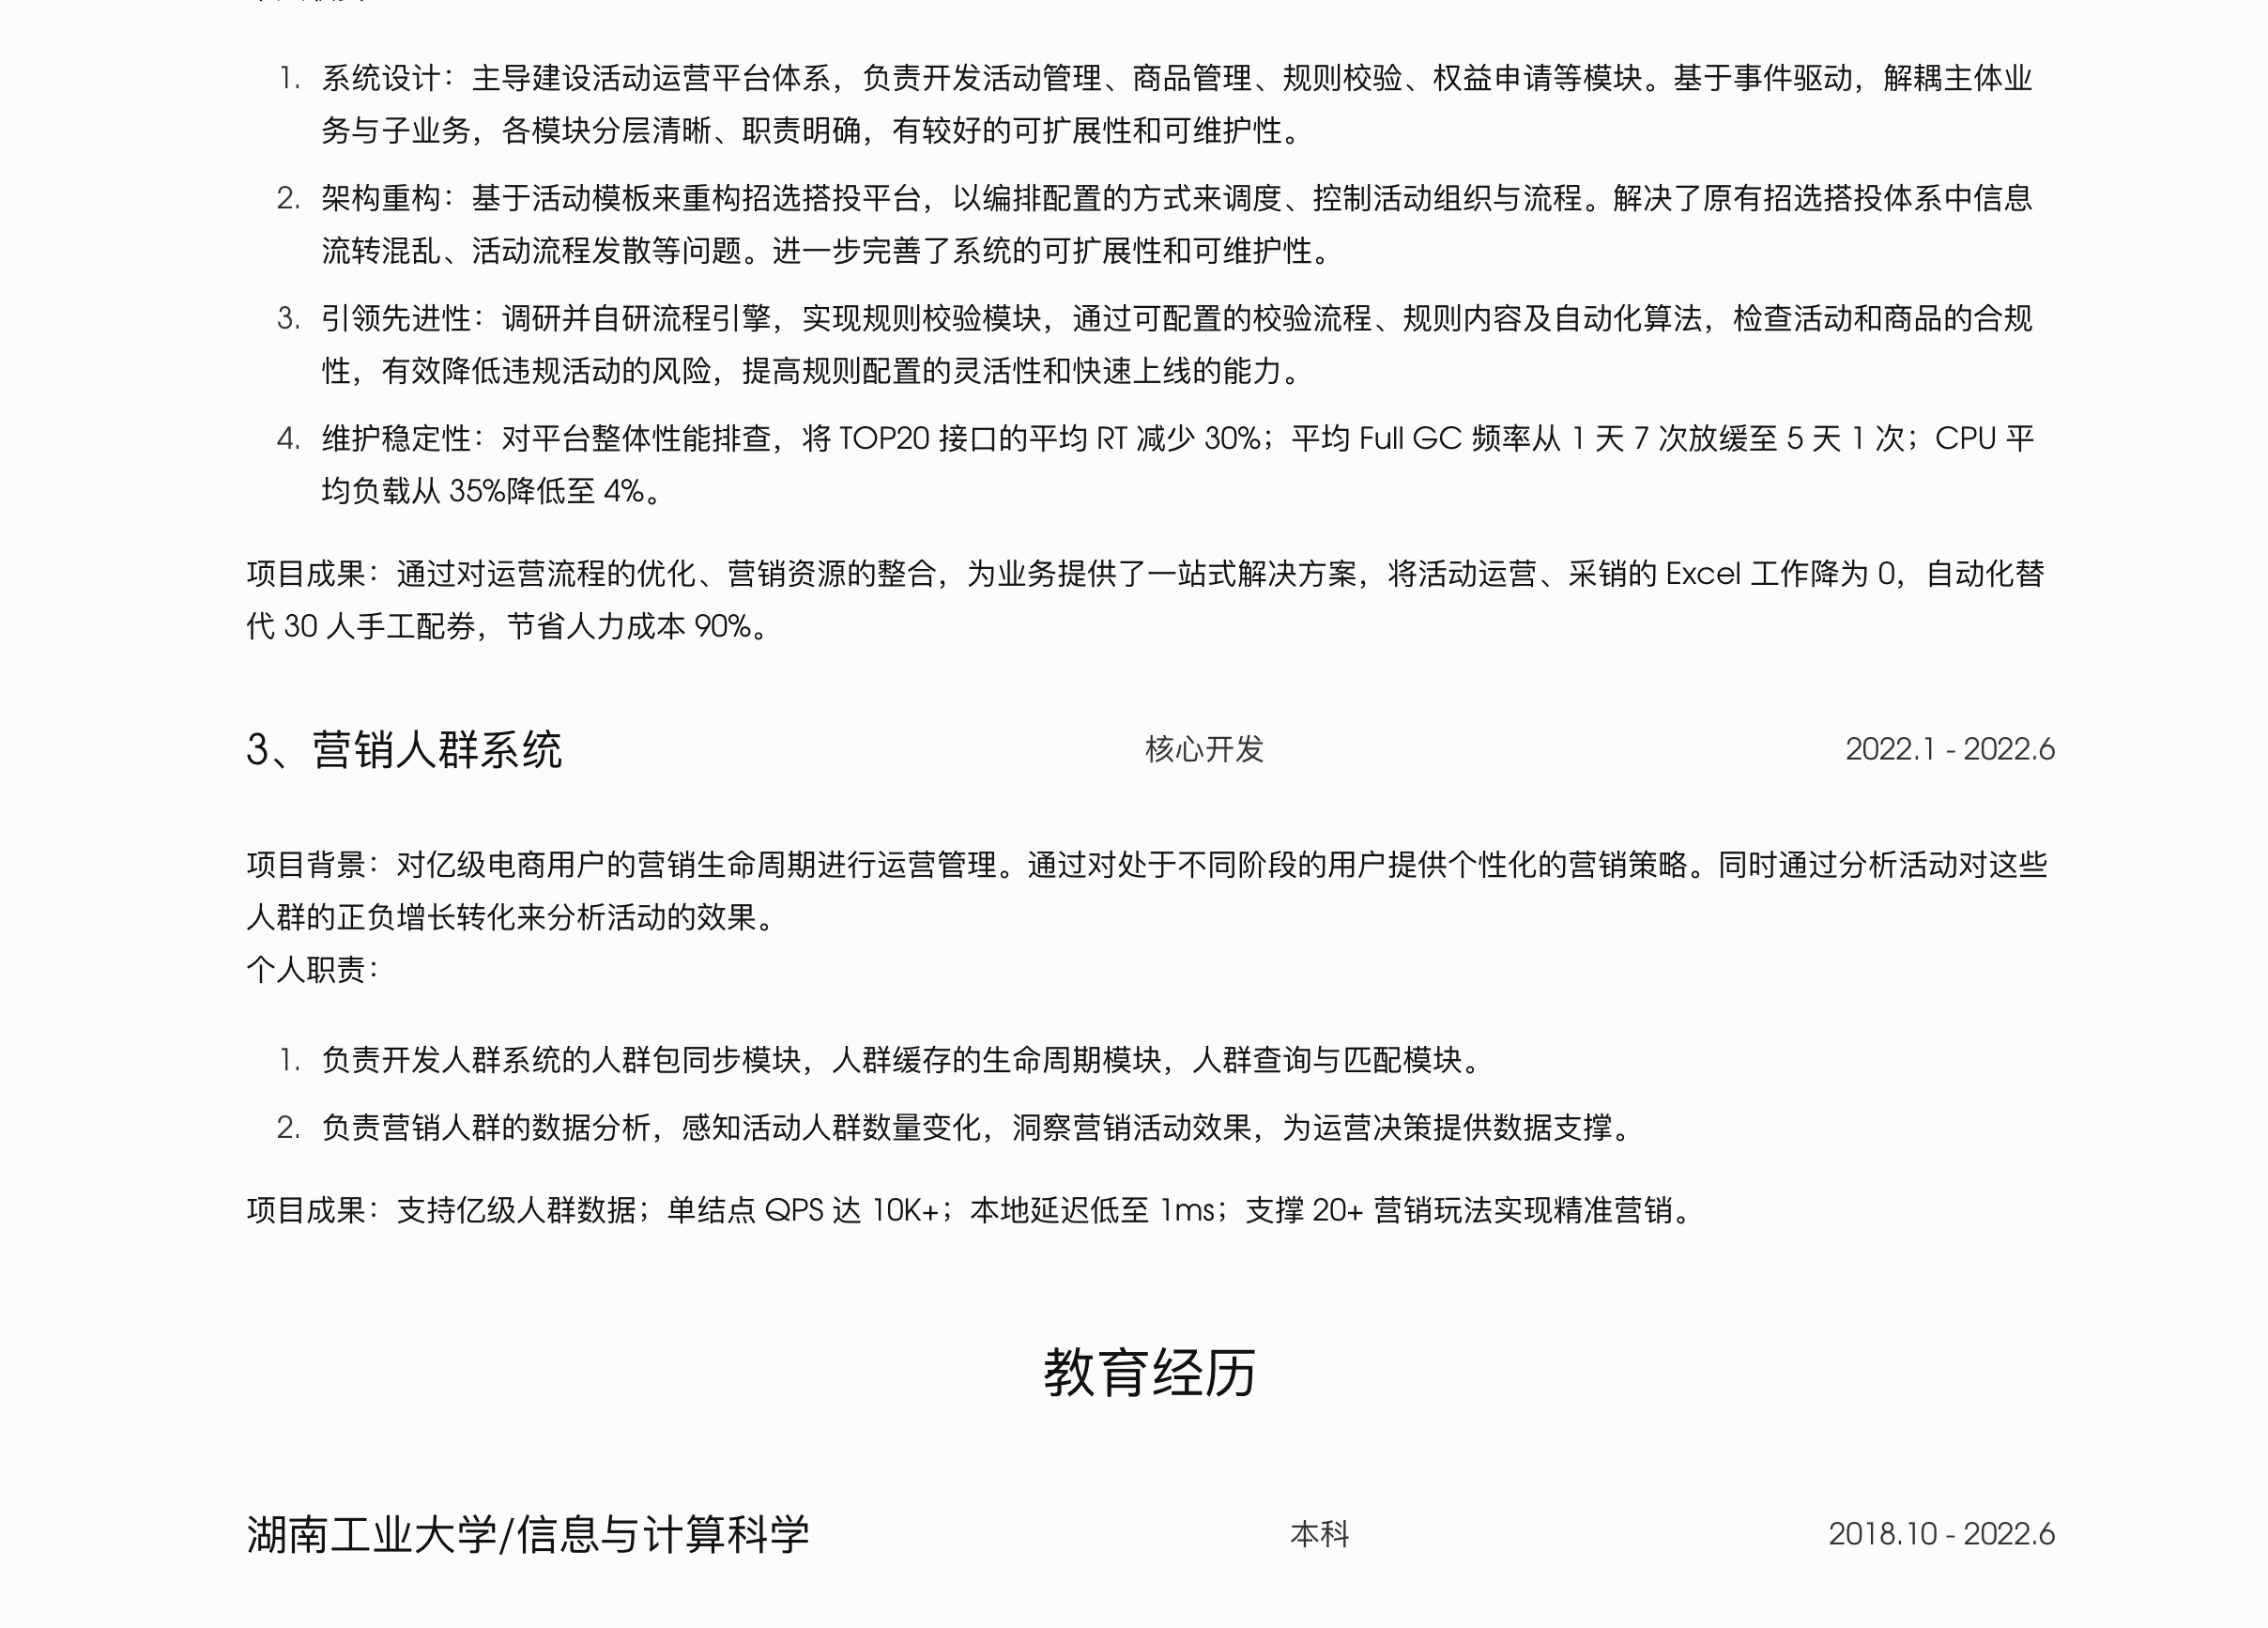 1. 系统设计：主导建设活动运营平台体系，负责开发活动管理、商品管理、规则校验、权益申请等模块。基于事件驱动，解耦主体业
务与子业务，各模块分层清晰、职责明确，有较好的可扩展性和可维护性。
2. 架构重构：基于活动模板来重构招选搭投平台，以编排配置的方式来调度、控制活动组织与流程。解决了原有招选搭投体系中信息
流转混乱、活动流程发散等问题。进一步完善了系统的可扩展性和可维护性。
3. 引领先进性：调研并自研流程引擎，实现规则校验模块，通过可配置的校验流程、规则内容及自动化算法，检查活动和商品的合规
性，有效降低违规活动的风险，提高规则配置的灵活性和快速上线的能力。
4. 维护稳定性：对平台整体性能排查，将 TOP20 接口的平均 RT 减少 30%；平均 Full GC 频率从 1 天 7 次放缓至 5 天 1 次；CPU 平
均负载从 35%降低至 4%。
项目成果：通过对运营流程的优化、营销资源的整合，为业务提供了一站式解决方案，将活动运营、采销的 Excel 工作降为 0，自动化替
代 30 人手工配券，节省人力成本 90%。
3、营销人群系统 核心开发 2022.1 - 2022.6
项目背景：对亿级电商用户的营销生命周期进行运营管理。通过对处于不同阶段的用户提供个性化的营销策略。同时通过分析活动对这些
人群的正负增长转化来分析活动的效果。
个人职责：
1. 负责开发人群系统的人群包同步模块，人群缓存的生命周期模块，人群查询与匹配模块。
2. 负责营销人群的数据分析，感知活动人群数量变化，洞察营销活动效果，为运营决策提供数据支撑。
项目成果：支持亿级人群数据；单结点 QPS 达 10K+；本地延迟低至 1ms；支撑 20+ 营销玩法实现精准营销。
教育经历
湖南工业大学/信息与计算科学 本科 2018.10 - 2022.6